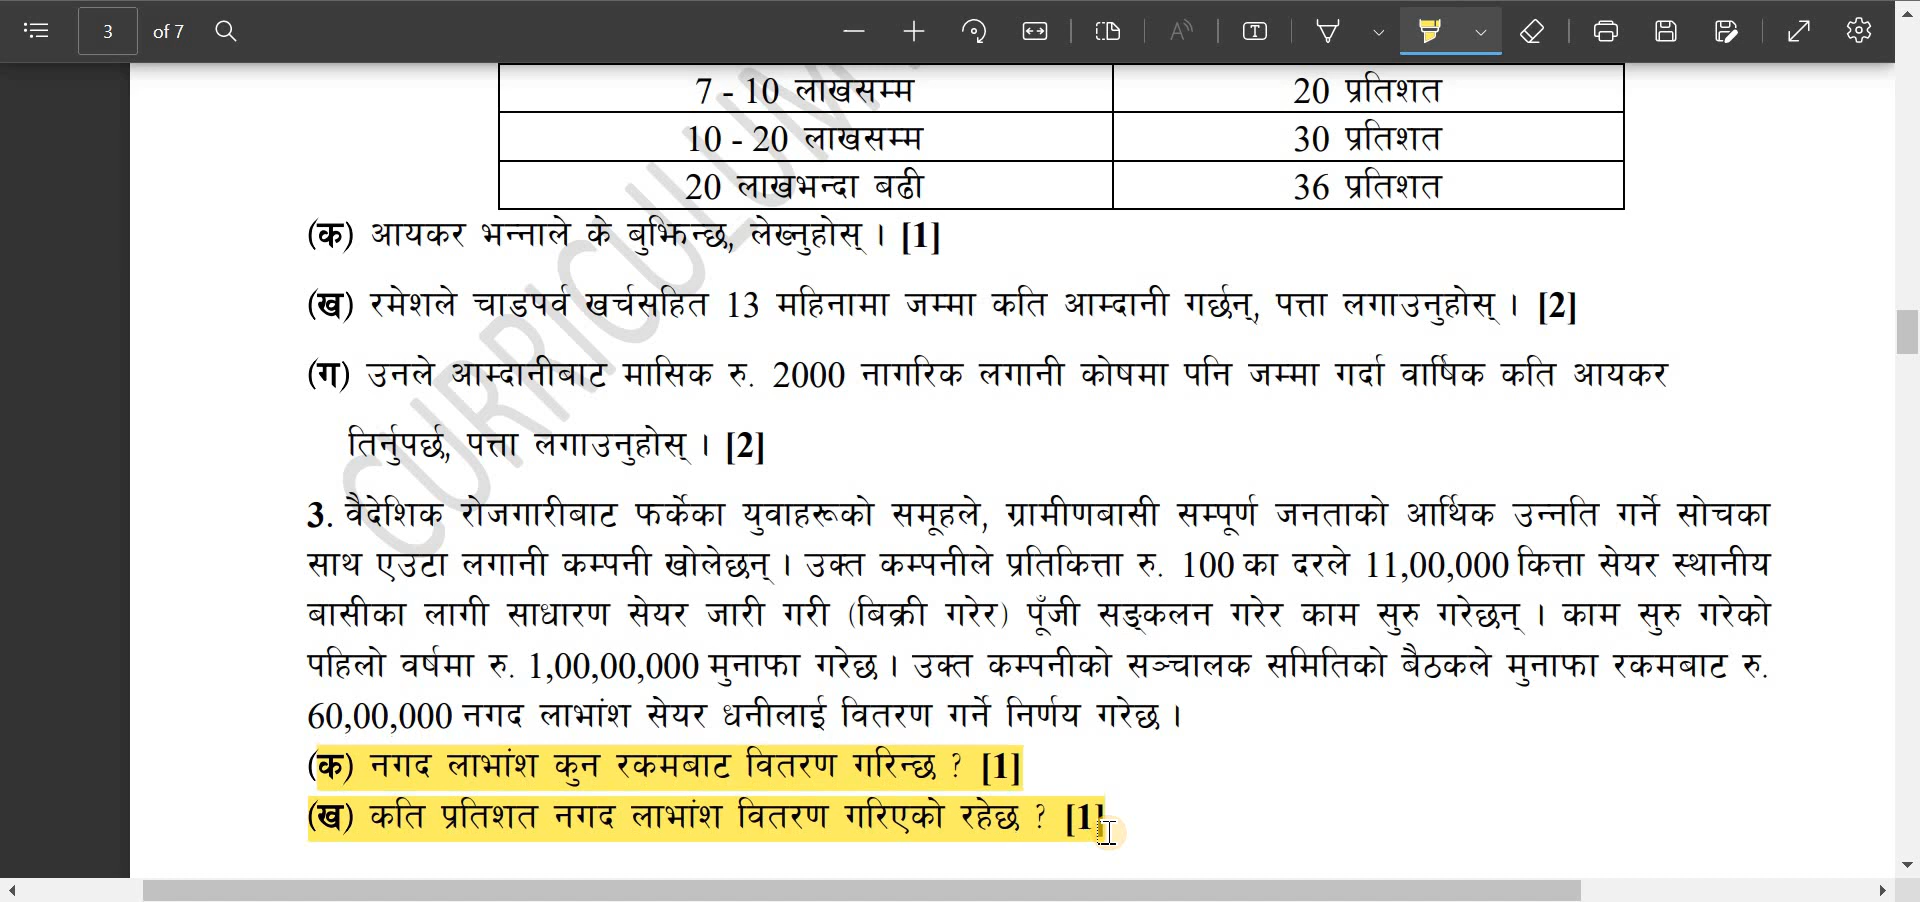 3 of 7
7 - 10 लाखसम्म 20 प्रतिशत
10 - 20 लाखसम्म 30 प्रतिशत
20 लाखभन्दा बढी 36 प्रतिशत
(क) आयकर भन्नाले के बुझिन्छ, लेख्नुहोस् । [1]
(ख) रमेशले चाडपर्व खर्चसहित 13 महिनामा जम्मा कति आम्दानी गर्छन्, पत्ता लगाउनुहोस् । [2]
(ग) उनले आम्दानीबाट मासिक रु. 2000 नागरिक लगानी कोषमा पनि जम्मा गर्दा वार्षिक कति आयकर
तिर्नुपर्छ, पत्ता लगाउनुहोस् । [2]
3. वैदेशिक रोजगारीबाट फर्केका युवाहरूको समूहले, ग्रामीणबासी सम्पूर्ण जनताको आर्थिक उन्नति गर्ने सोचका
साथ एउटा लगानी कम्पनी खोलेछन् । उक्त कम्पनीले प्रतिकित्ता रु. 100 का दरले 11,00,000 कित्ता सेयर स्थानीय
बासीका लागी साधारण सेयर जारी गरी (बिक्री गरेर) पूँजी सङ्कलन गरेर काम सुरु गरेछन् । काम सुरु गरेको
पहिलो वर्षमा रु. 1,00,00,000 मुनाफा गरेछ । उक्त कम्पनीको सञ्चालक समितिको बैठकले मुनाफा रकमबाट रु.
60,00,000 नगद लाभांश सेयर धनीलाई वितरण गर्ने निर्णय गरेछ ।
(क) नगद लाभांश कुन रकमबाट वितरण गरिन्छ ? [1]
(ख) कति प्रतिशत नगद लाभांश वितरण गरिएको रहेछ ? [1]
CURRICULUM